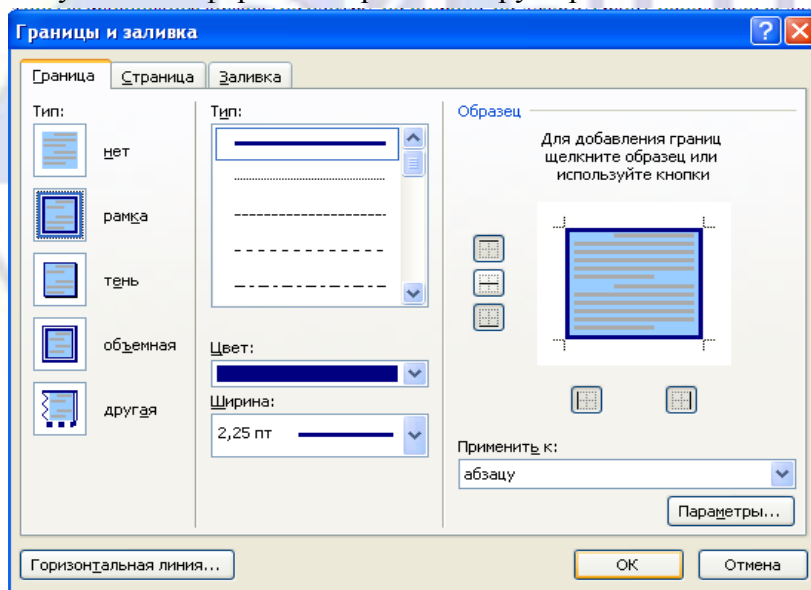 Границы и заливка
Граница
Страница
Заливка
Тип:
нет
рамка
тень
объемная
другая
Тип:
Цвет:
Ширина:
2,25 пт
Образец
Для добавления границ
щелкните образец или
используйте кнопки
Применить к:
абзацу
Параметры...
Горизонтальная линия...
ОК
Отмена